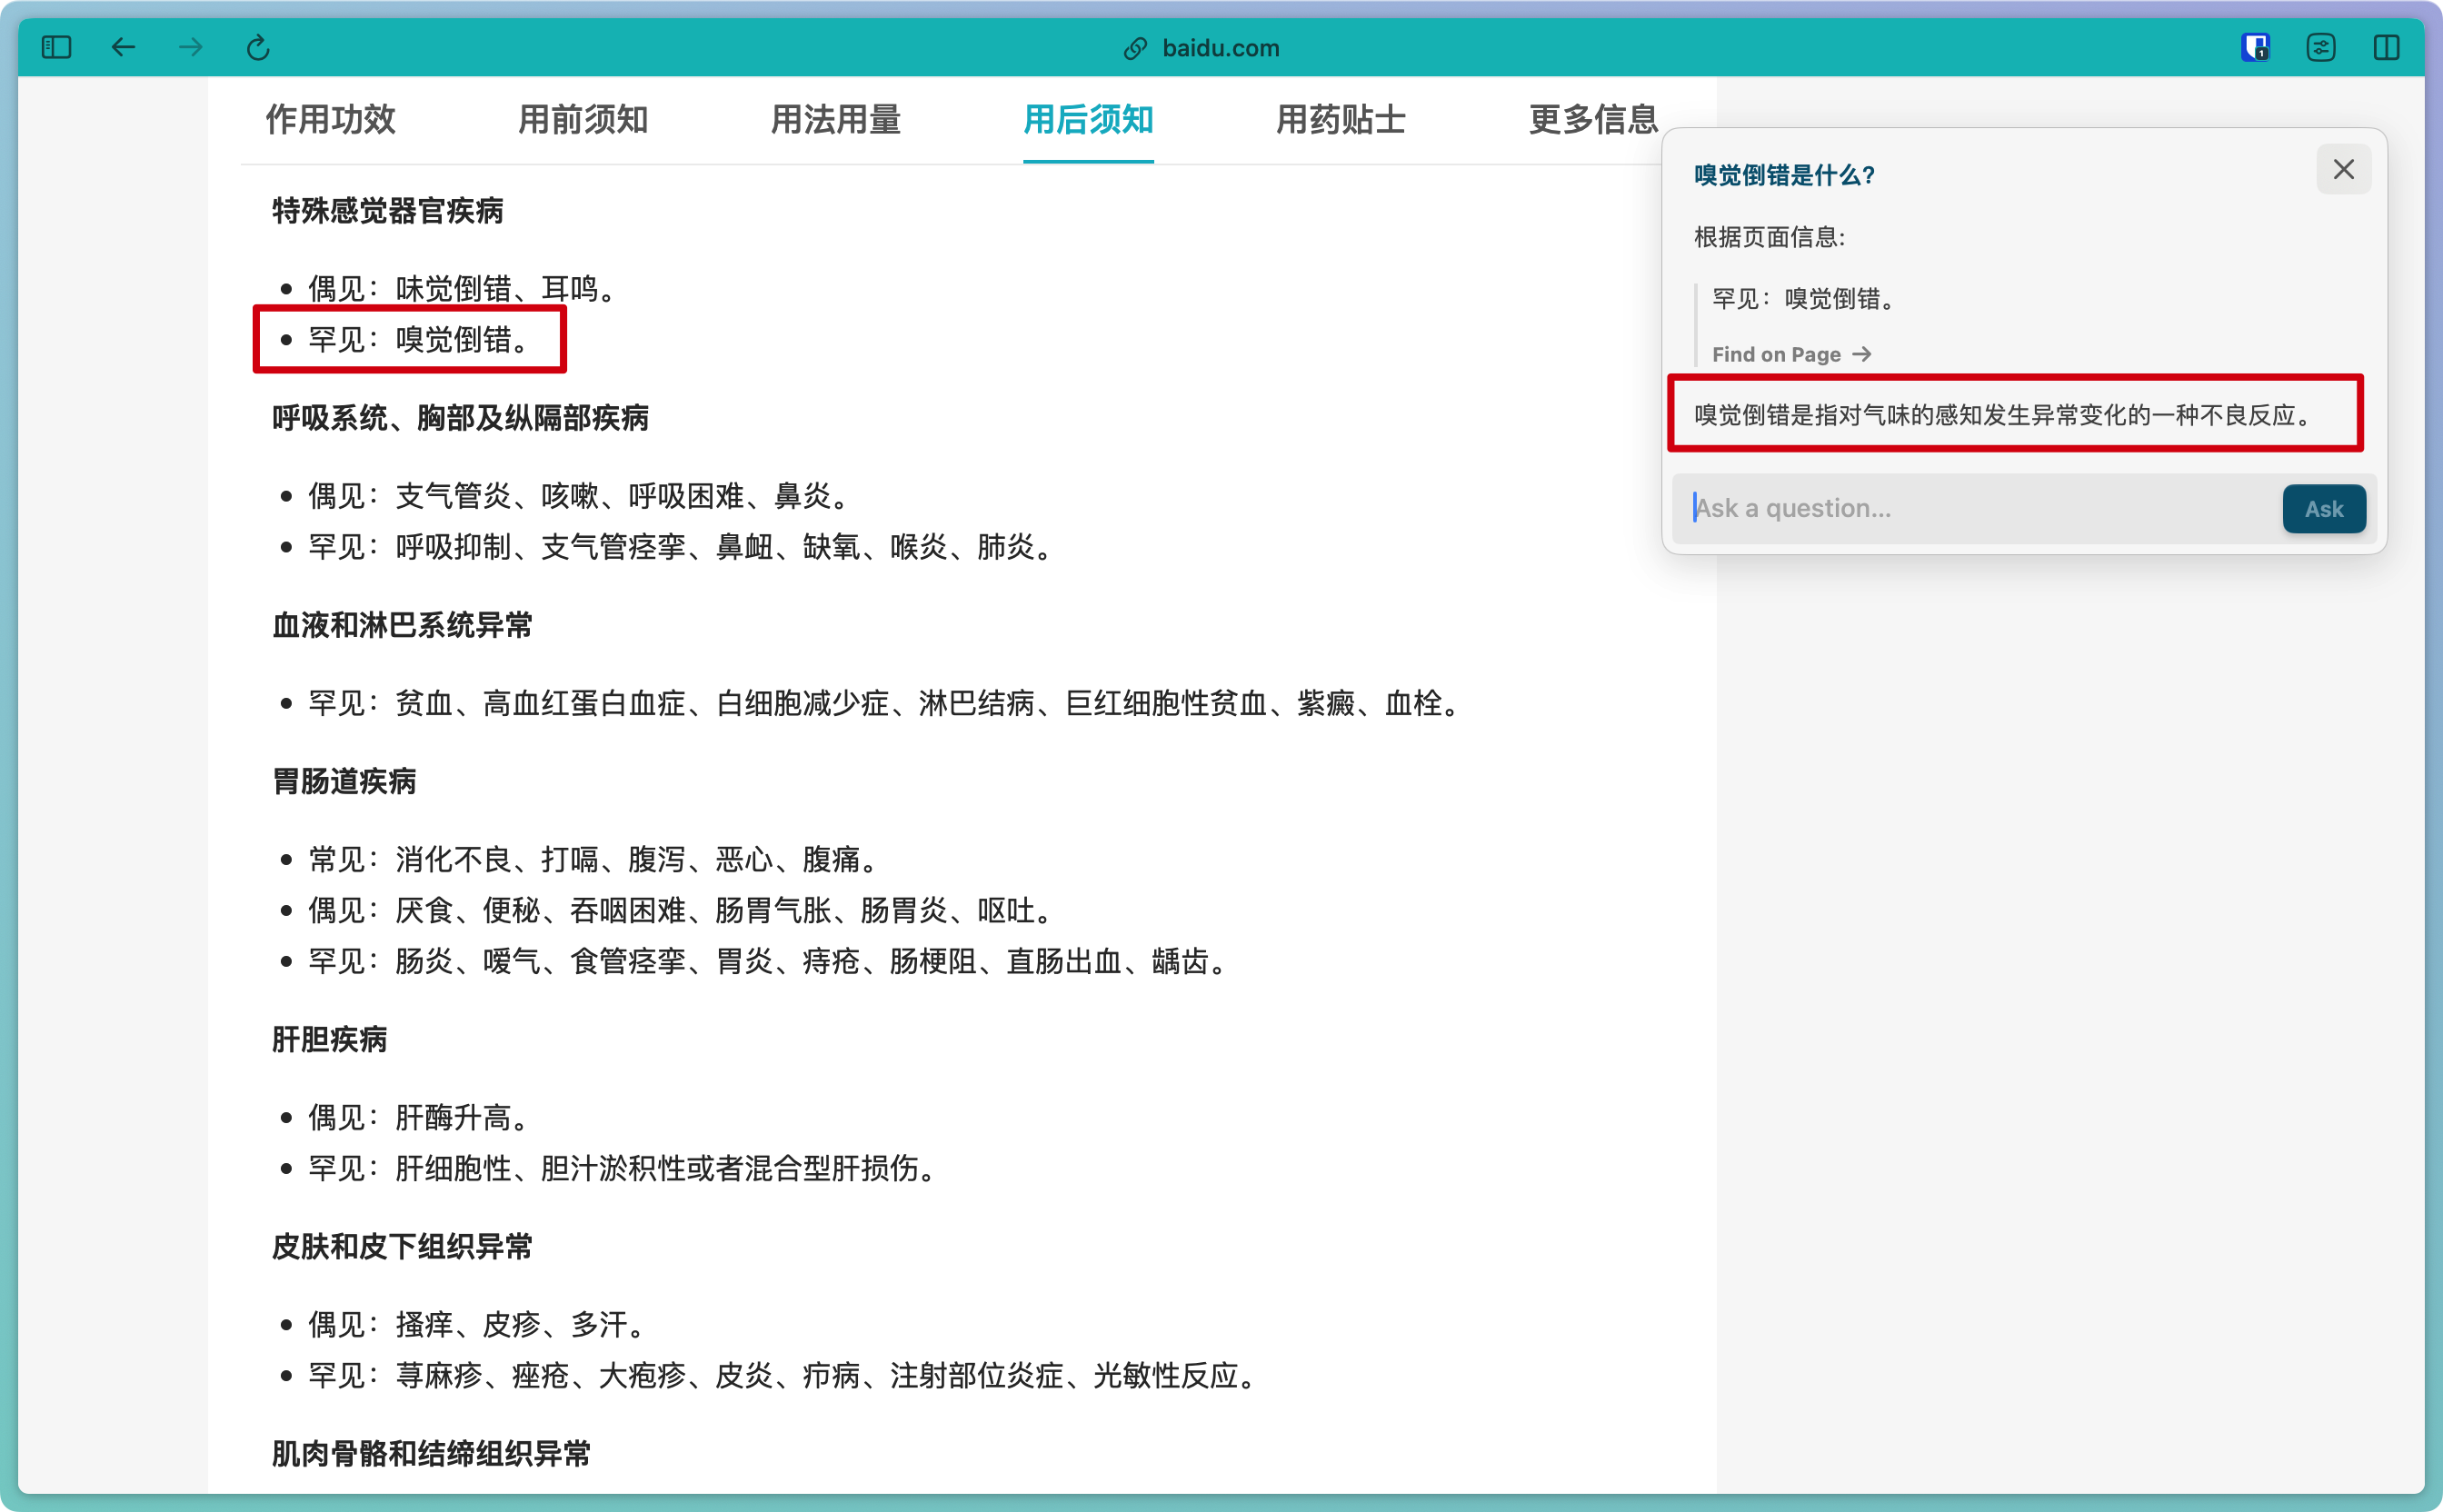 baidu.com
1
作用功效 用前须知 用法用量 用后须知 用药贴士 更多信息
特殊感觉器官疾病
• 偶见：味觉倒错、耳鸣。
• 罕见：嗅觉倒错。
呼吸系统、胸部及纵隔部疾病
• 偶见：支气管炎、咳嗽、呼吸困难、鼻炎。
• 罕见：呼吸抑制、支气管痉挛、鼻衄、缺氧、喉炎、肺炎。
血液和淋巴系统异常
• 罕见：贫血、高血红蛋白血症、白细胞减少症、淋巴结病、巨红细胞性贫血、紫癜、血栓。
胃肠道疾病
• 常见：消化不良、打嗝、腹泻、恶心、腹痛。
• 偶见：厌食、便秘、吞咽困难、肠胃气胀、肠胃炎、呕吐。
• 罕见：肠炎、嗳气、食管痉挛、胃炎、痔疮、肠梗阻、直肠出血、龋齿。
肝胆疾病
• 偶见：肝酶升高。
• 罕见：肝细胞性、胆汁淤积性或者混合型肝损伤。
皮肤和皮下组织异常
• 偶见：搔痒、皮疹、多汗。
• 罕见：荨麻疹、痤疮、大疱疹、皮炎、疖病、注射部位炎症、光敏性反应。
肌肉骨骼和结缔组织异常
嗅觉倒错是什么?
根据页面信息:
罕见：嗅觉倒错。
Find on Page →
嗅觉倒错是指对气味的感知发生异常变化的一种不良反应。
Ask a question...
Ask